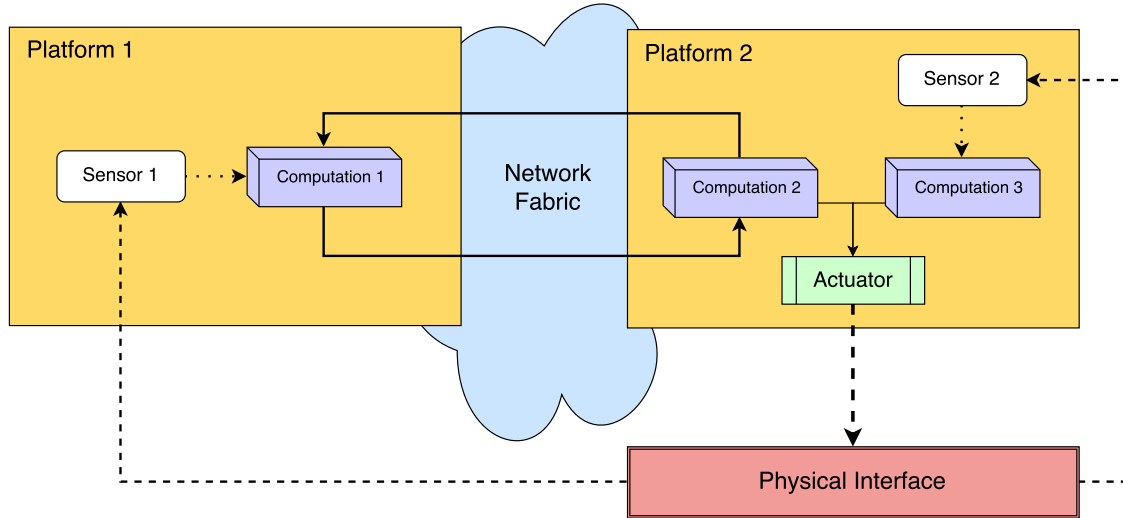 Platform 1
Platform 2
Sensor 2
Sensor 1
Computation 1
Network
Fabric
Computation 2
Computation 3
Actuator
Physical Interface